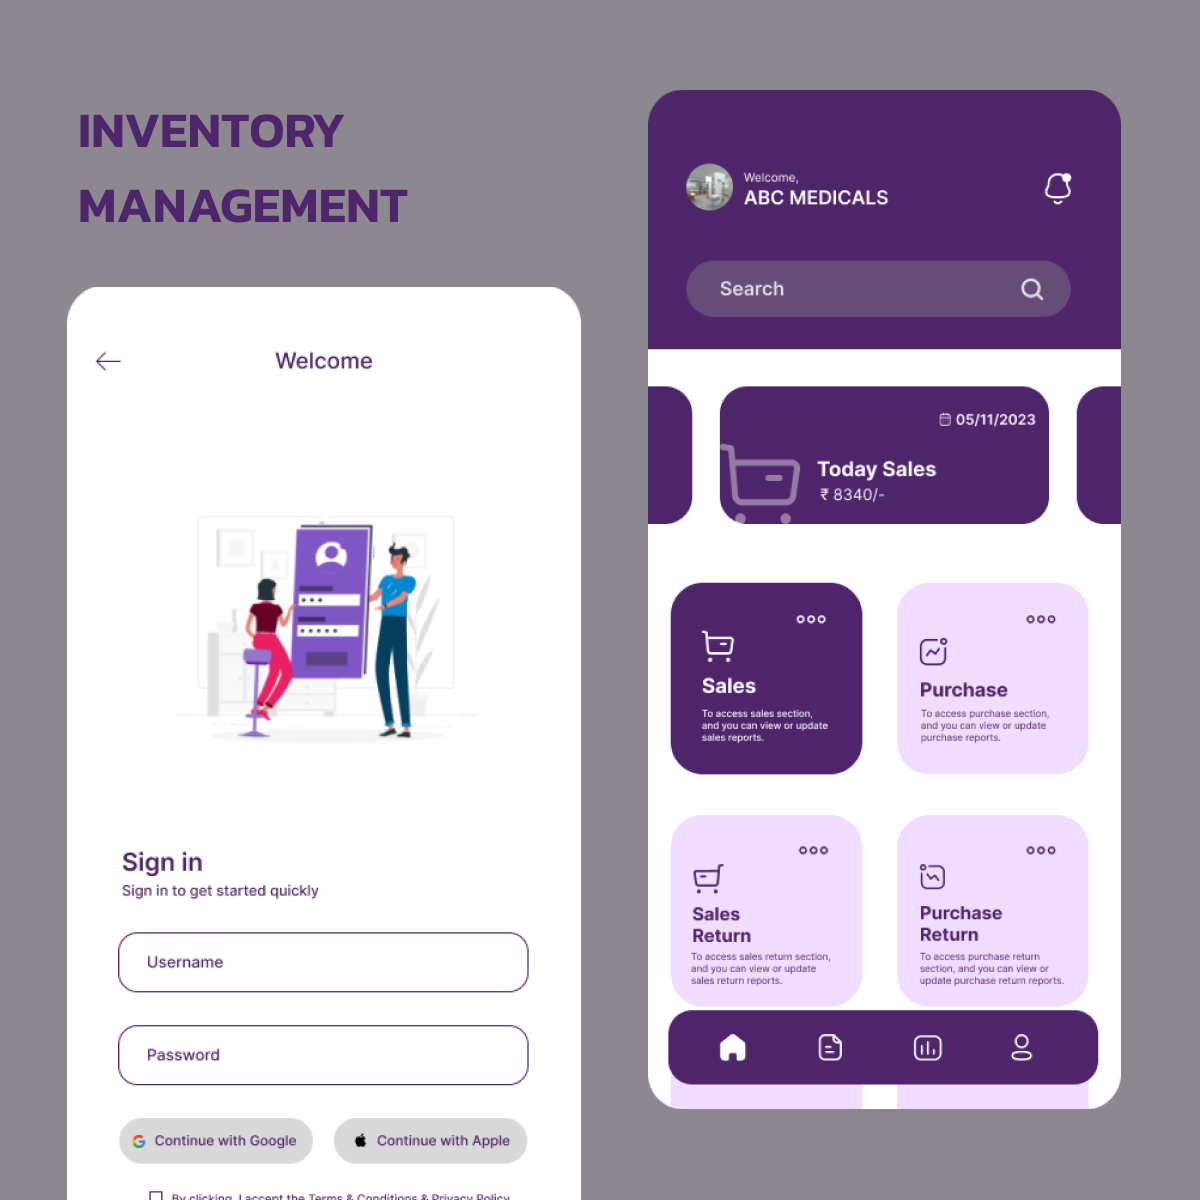 INVENTORY
MANAGEMENT
Welcome
Sign in
Sign in to get started quickly
Username
Password
Continue with Google
Continue with Apple
By clicking, I accept the Terms & Conditions & Privacy Policy
Welcome,
ABC MEDICALS
Search
05/11/2023
Today Sales
₹ 8340/-
Sales
To access sales section,
and you can view or update
sales reports.
Purchase
To access purchase section,
and you can view or update
purchase reports.
Sales
Return
To access sales return section,
and you can view or update
sales return reports.
Purchase
Return
To access purchase return
section, and you can view or
update purchase return reports.